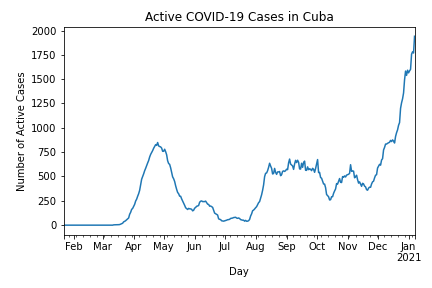 Active COVID-19 Cases in Cuba
2000
1750
1500
1250
1000
750
500
250
0
Number of Active Cases
Feb Mar Apr May Jun Jul Aug Sep Oct Nov Dec Jan
2021
Day